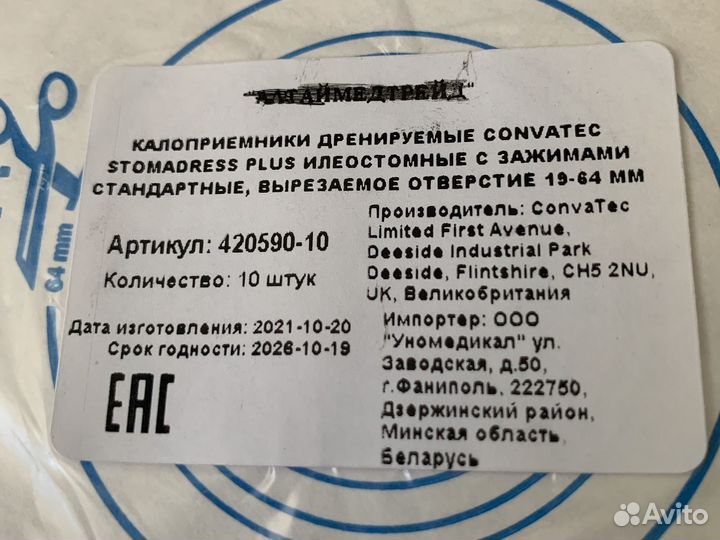 "АЛТАЙМЕДТРЕЙД"
КАЛОПРИЕМНИКИ ДРЕНИРУЕМЫЕ CONVATEC
STOMADRESS PLUS ИЛЕОСТОМНЫЕ С ЗАЖИМАМИ
СТАНДАРТНЫЕ, ВЫРЕЗАЕМОЕ ОТВЕРСТИЕ 19-64 ММ
Артикул: 420590-10
Количество: 10 штук
Дата изготовления: 2021-10-20
Срок годности: 2026-10-19
EAC
Производитель: ConvaTec
Limited First Avenue,
Deeside Industrial Park
Deeside, Flintshire, CH5 2NU,
UK, Великобритания
Импортер: ООО
"Уномедикал" ул.
Заводская, д.50,
г.Фаниполь, 222750,
Дзержинский район,
Минская область,
Беларусь
64 mm
Avito